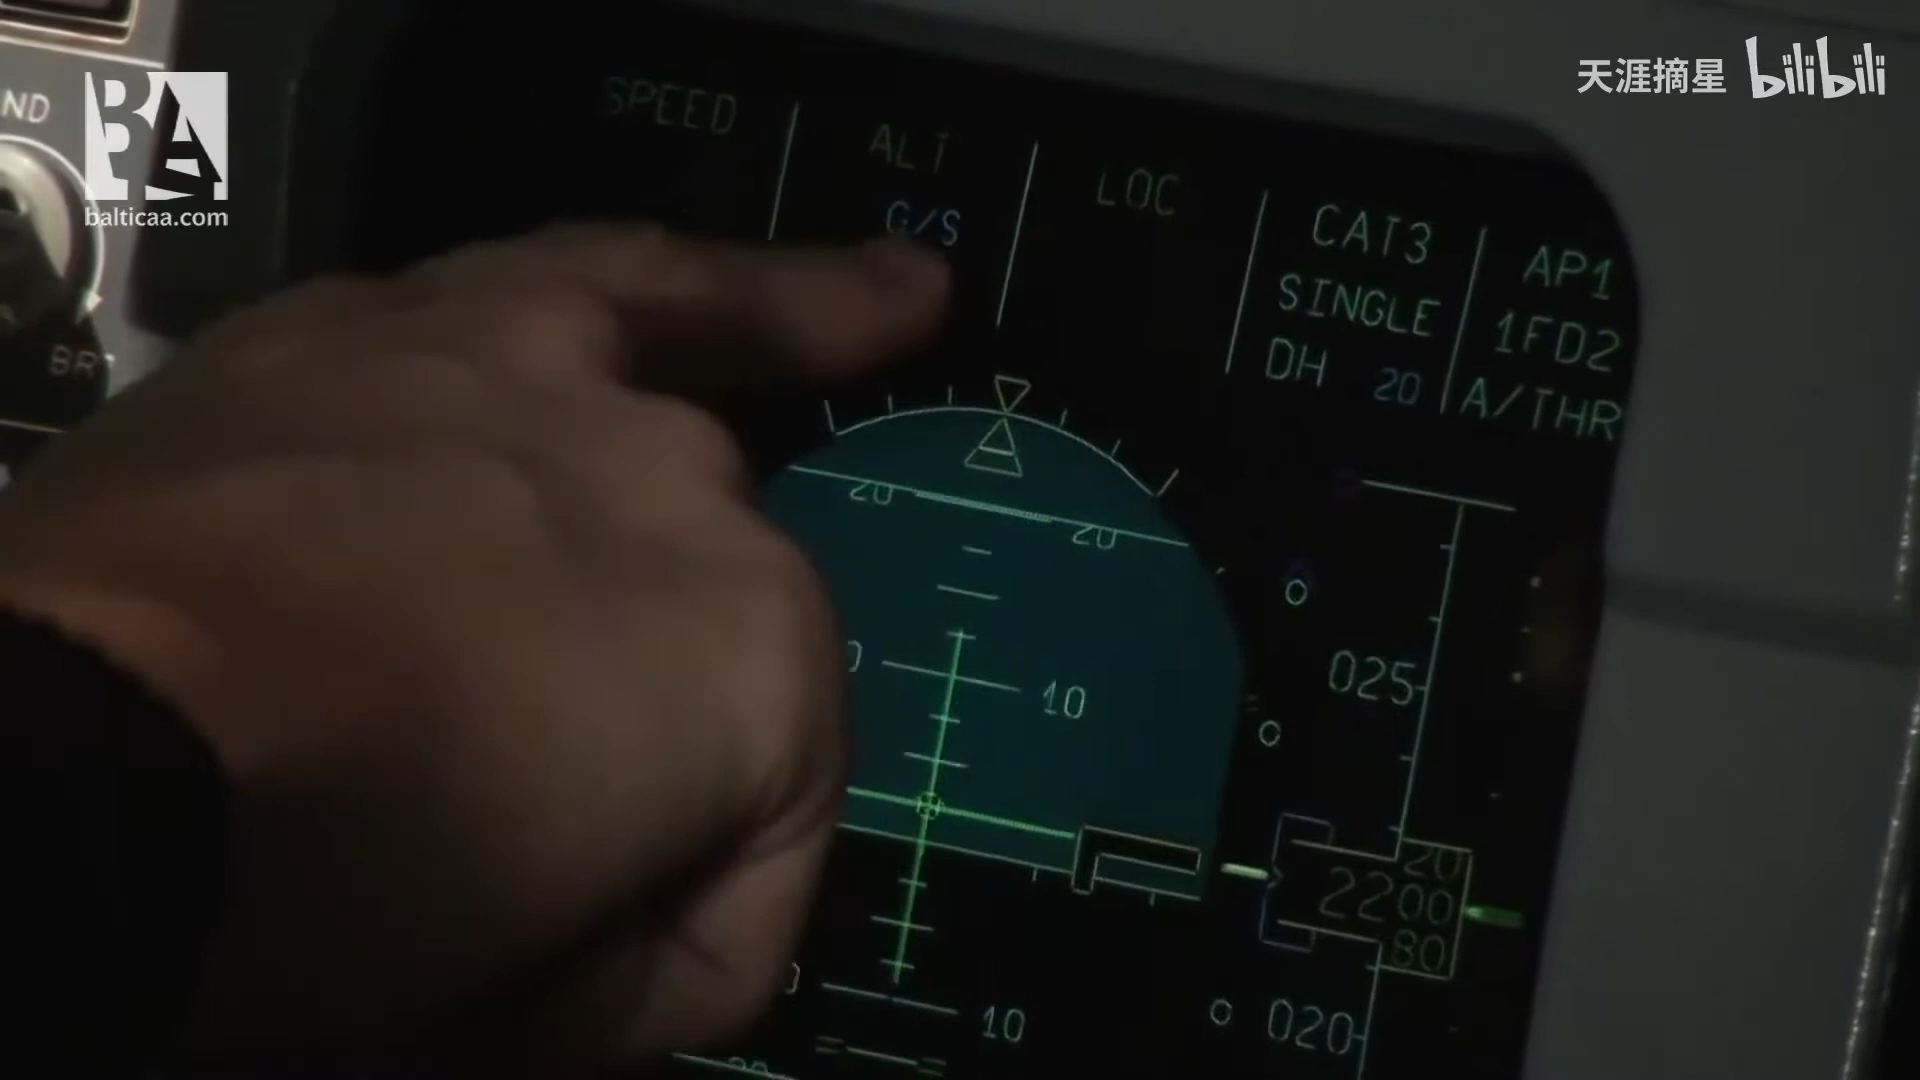 天涯摘星 bilibili
BAA
balticaa.com
ND
BRT
SPEED
ALT
G/S
LOC
CAT3
SINGLE
DH 20
AP1
1FD2
A/THR
20 20
10
025
20
2200
80
10
020